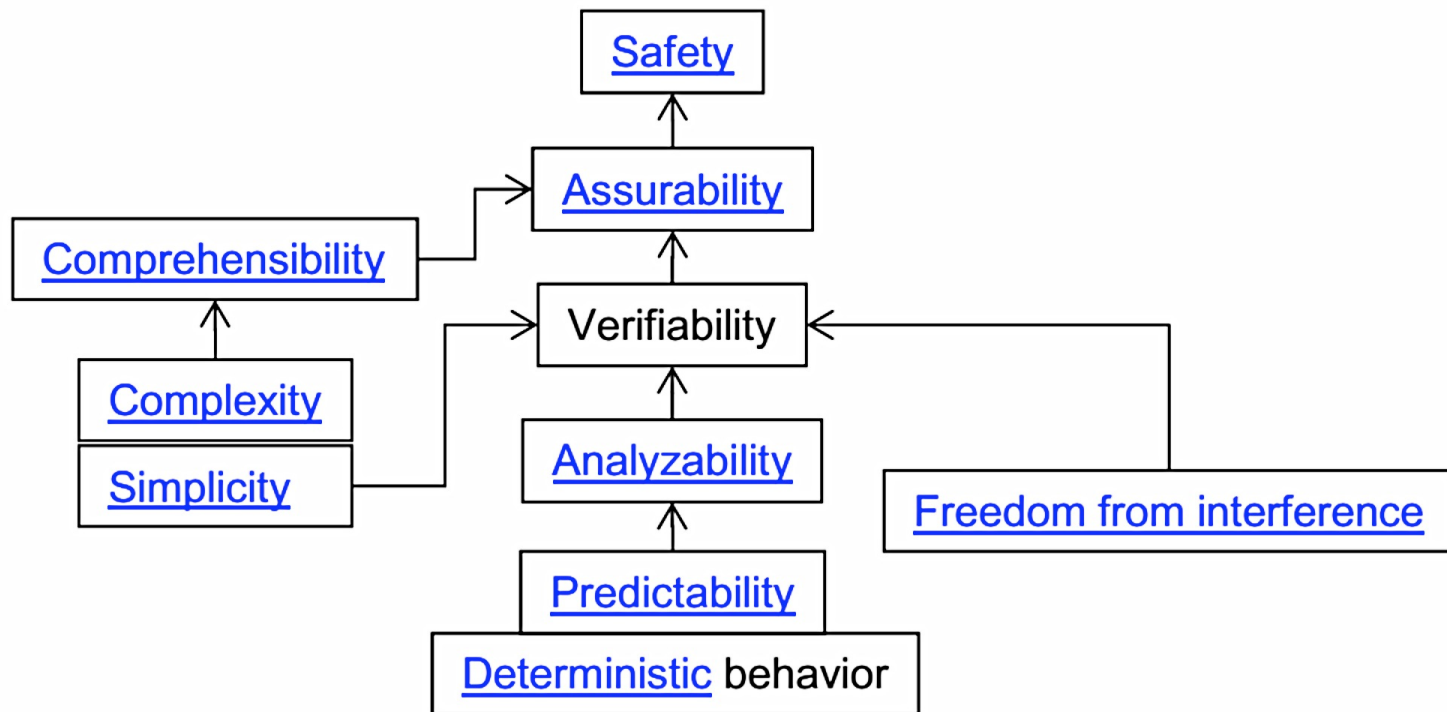 Safety
Assurability
Comprehensibility
Verifiability
Complexity
Analyzability
Simplicity
Freedom from interference
Predictability
Deterministic behavior